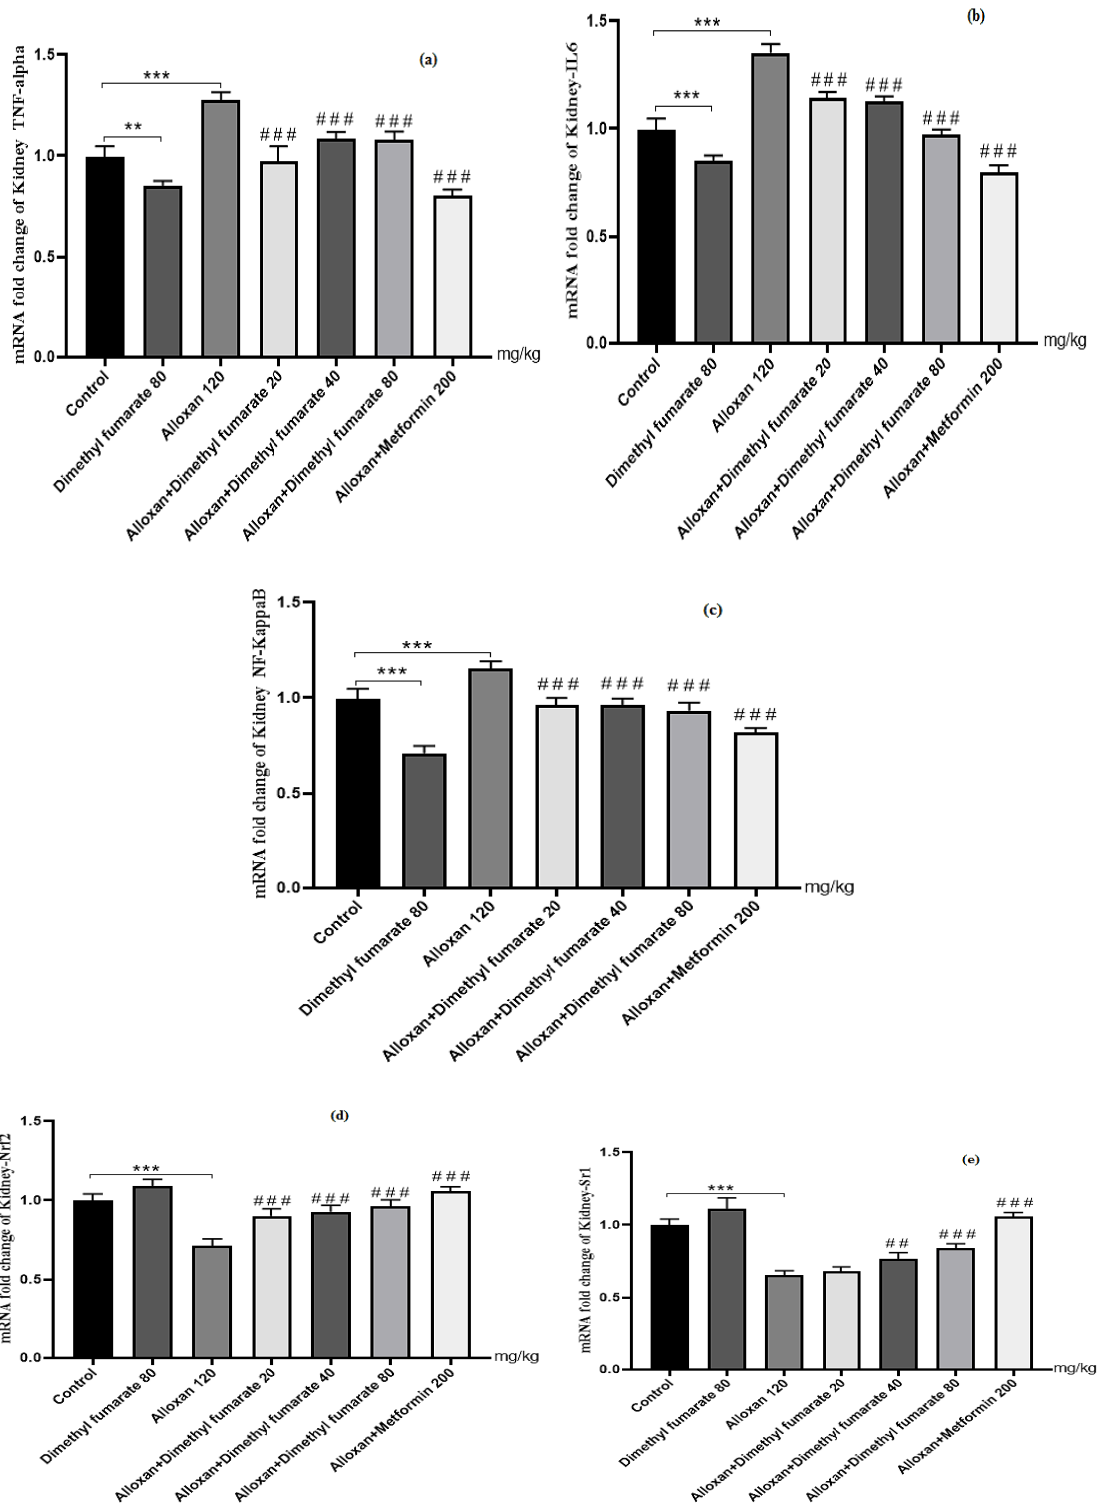 (a)
mRNA fold change of Kidney TNF-alpha
1.5
1.0
0.5
0.0
***
**
###
###
###
###
mg/kg
Control
Dimethyl fumarate 80
Alloxan 120
Alloxan+Dimethyl fumarate 20
Alloxan+Dimethyl fumarate 40
Alloxan+Dimethyl fumarate 80
Alloxan+Metformin 200
(b)
mRNA fold change of Kidney-IL6
1.5
1.0
0.5
0.0
***
***
###
###
###
###
mg/kg
Control
Dimethyl fumarate 80
Alloxan 120
Alloxan+Dimethyl fumarate 20
Alloxan+Dimethyl fumarate 40
Alloxan+Dimethyl fumarate 80
Alloxan+Metformin 200
(c)
mRNA fold change of Kidney NF-KappaB
1.5
1.0
0.5
0.0
***
***
###
###
###
###
mg/kg
Control
Dimethyl fumarate 80
Alloxan 120
Alloxan+Dimethyl fumarate 20
Alloxan+Dimethyl fumarate 40
Alloxan+Dimethyl fumarate 80
Alloxan+Metformin 200
(d)
mRNA fold change of Kidney-Nrf2
1.5
1.0
0.5
0.0
***
###
###
###
###
mg/kg
Control
Dimethyl fumarate 80
Alloxan 120
Alloxan+Dimethyl fumarate 20
Alloxan+Dimethyl fumarate 40
Alloxan+Dimethyl fumarate 80
Alloxan+Metformin 200
(e)
mRNA fold change of Kidney-Sr1
1.5
1.0
0.5
0.0
***
##
###
###
mg/kg
Control
Dimethyl fumarate 80
Alloxan 120
Alloxan+Dimethyl fumarate 20
Alloxan+Dimethyl fumarate 40
Alloxan+Dimethyl fumarate 80
Alloxan+Metformin 200